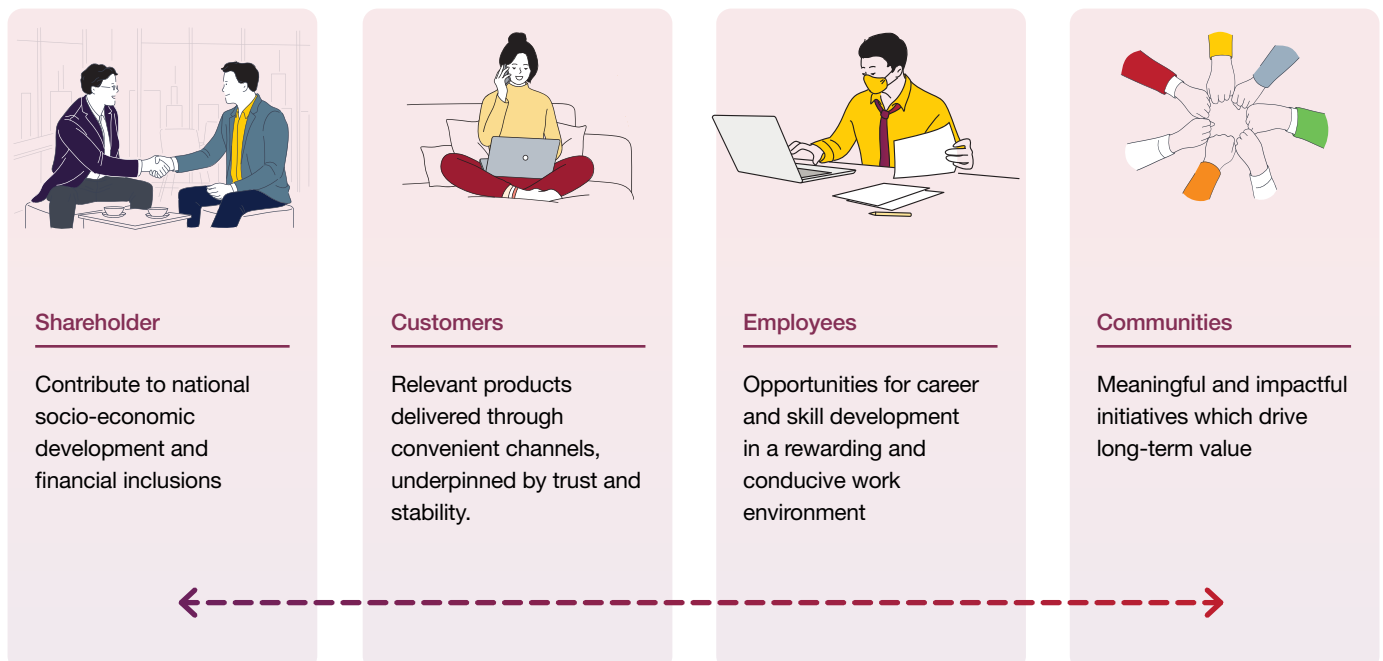 Shareholder
Contribute to national
socio-economic
development and
financial inclusions
Customers
Relevant products
delivered through
convenient channels,
underpinned by trust and
stability.
Employees
Opportunities for career
and skill development
in a rewarding and
conducive work
environment
Communities
Meaningful and impactful
initiatives which drive
long-term value